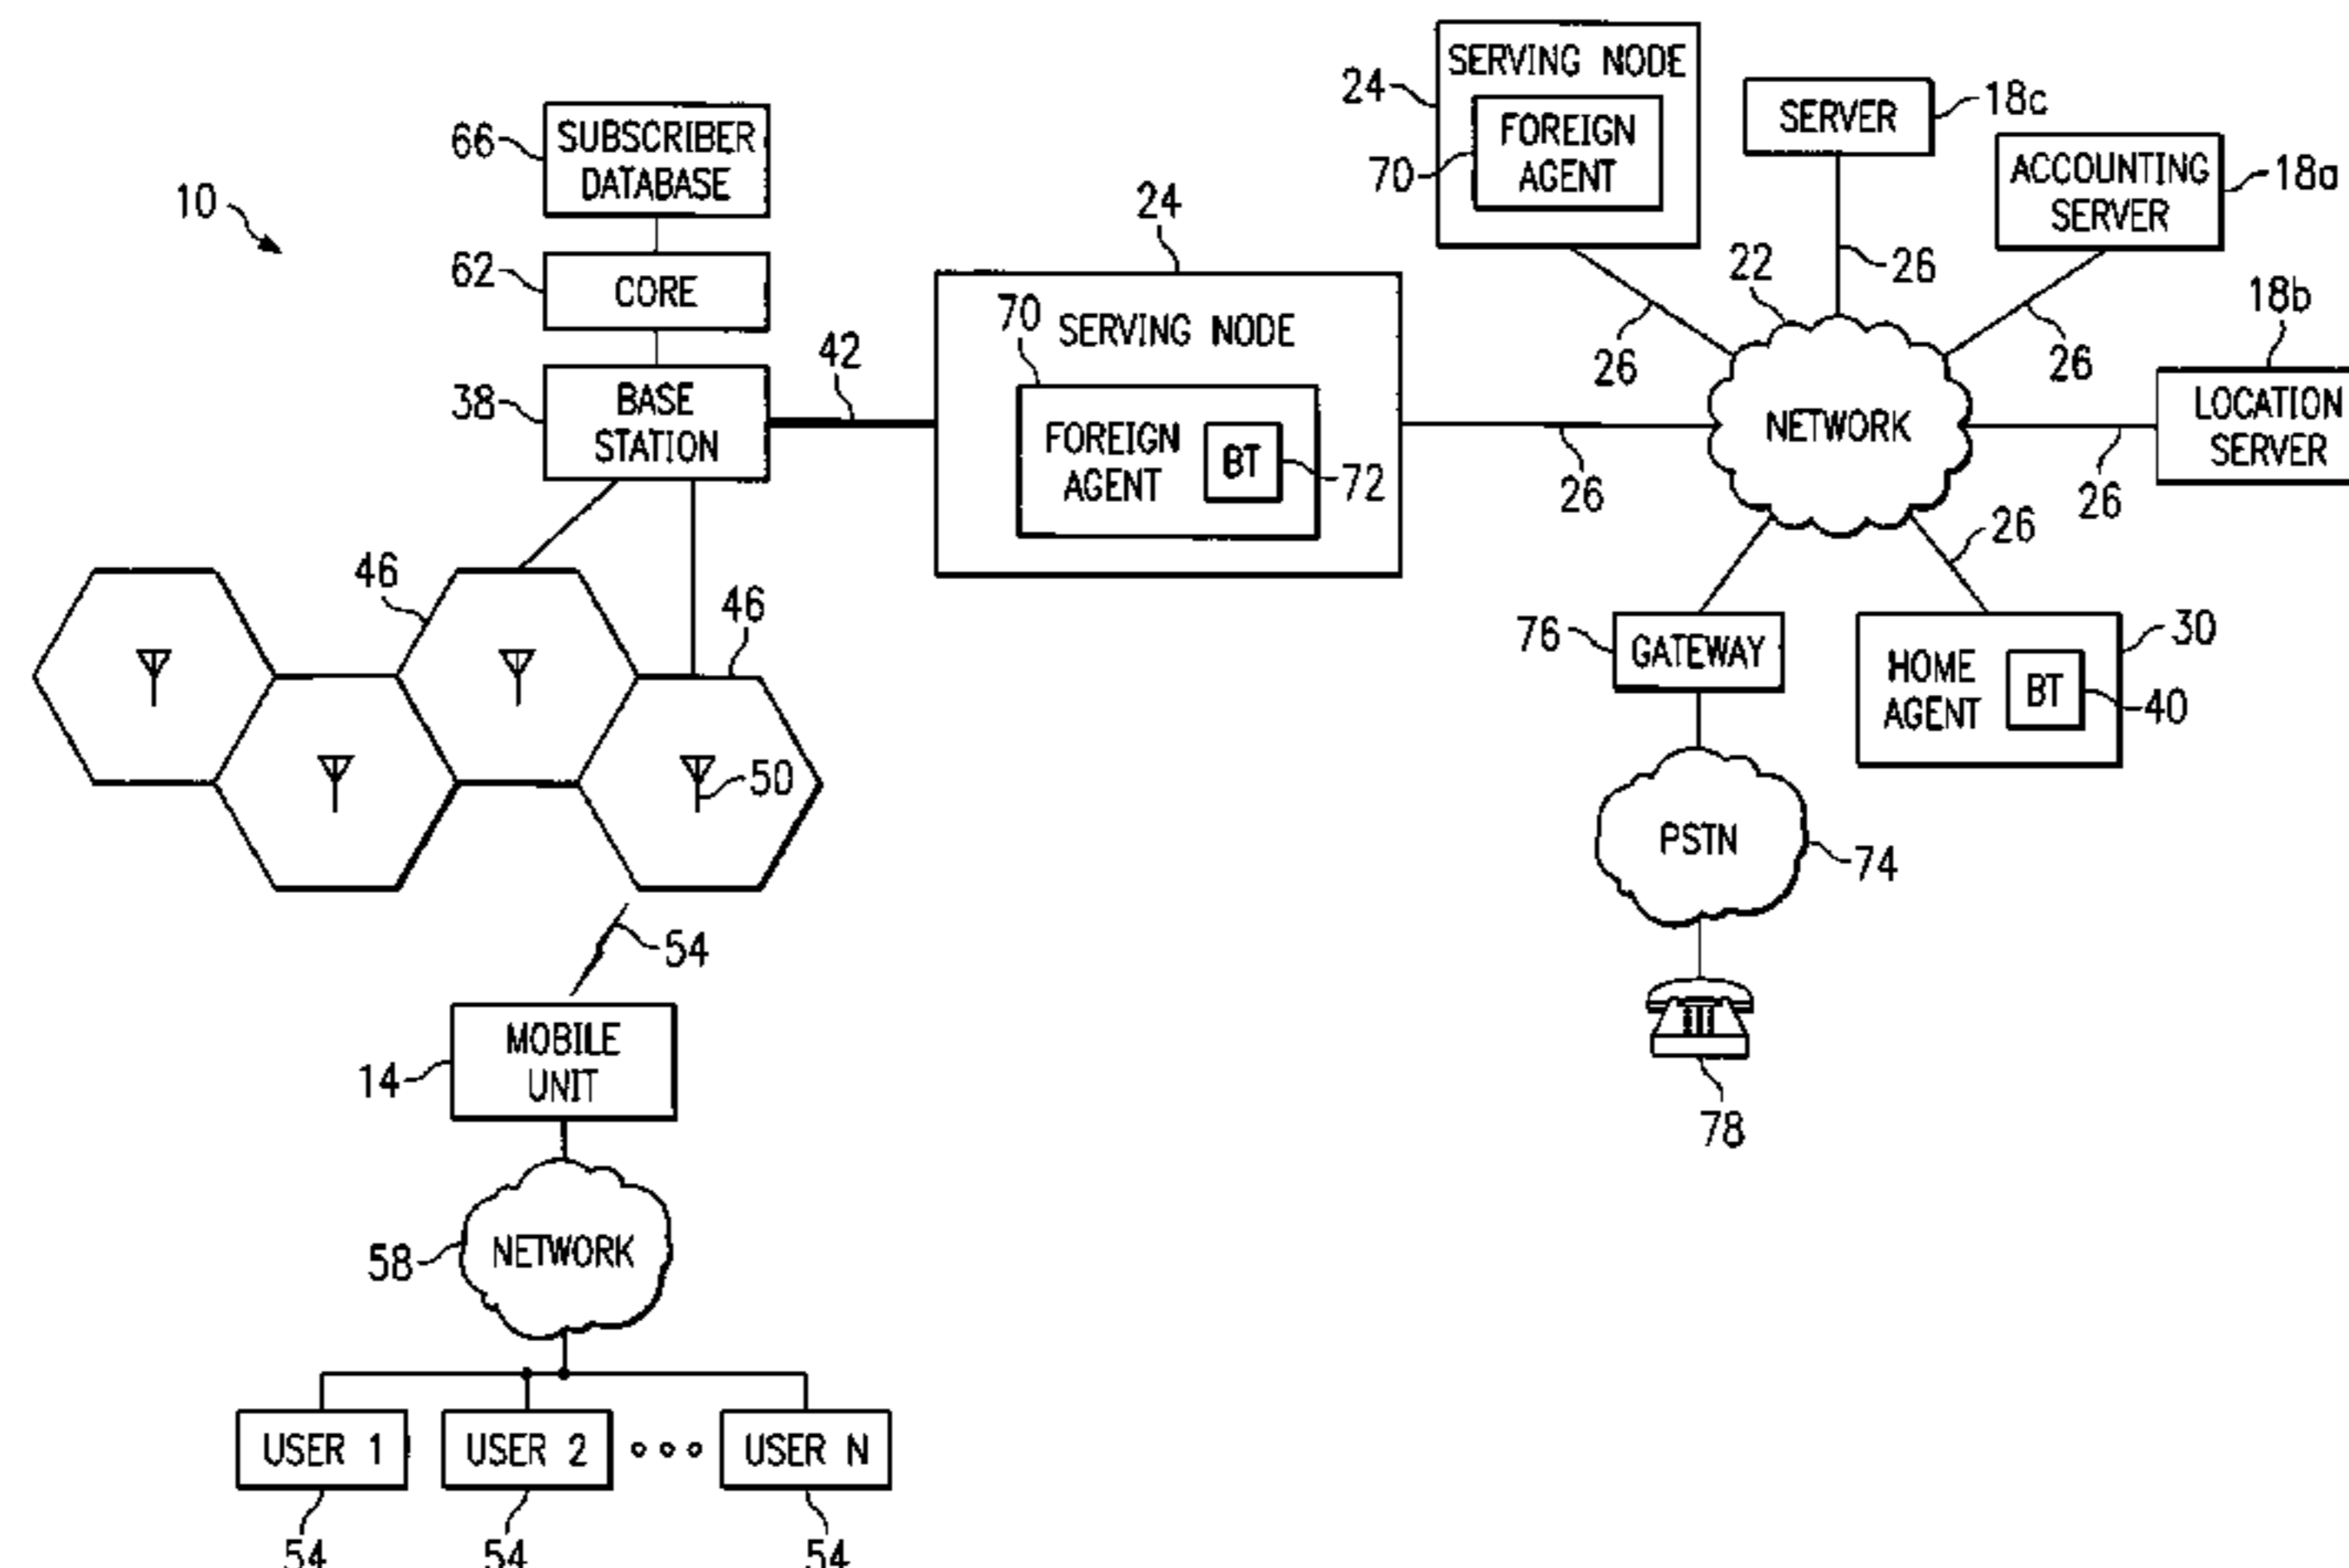 10
66
SUBSCRIBER
DATABASE
62
CORE
38
BASE
STATION
42
24
70
SERVING NODE
FOREIGN
AGENT
BT
72
24
SERVING NODE
70
FOREIGN
AGENT
SERVER
18c
ACCOUNTING
SERVER
18a
22
26
26
26
18b
LOCATION
SERVER
NETWORK
26
26
26
46
46
50
76
GATEWAY
30
HOME
AGENT
BT
40
PSTN
74
78
54
14
MOBILE
UNIT
58
NETWORK
USER 1
USER 2
USER N
54
54
54